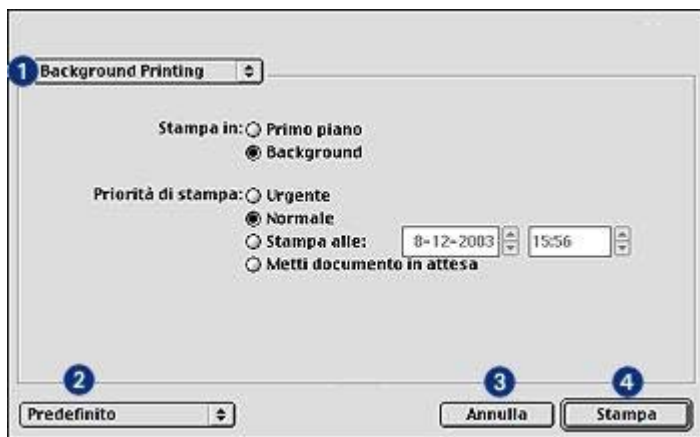 1 Background Printing
Stampa in: Primo piano
Background
Priorità di stampa: Urgente
Normale
Stampa alle: 8-12-2003 15:56
Metti documento in attesa
2 3 4
Predefinito Annulla Stampa